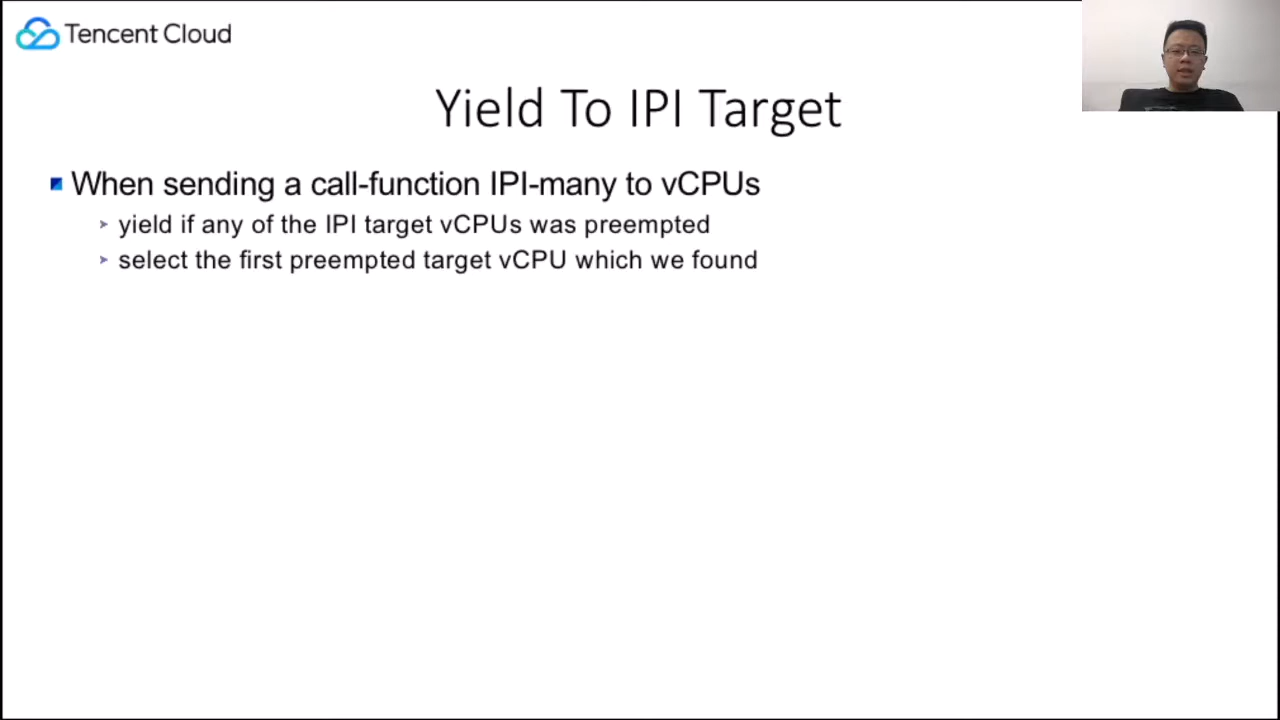 Tencent Cloud
Yield To IPI Target
When sending a call-function IPI-many to vCPUs
yield if any of the IPI target vCPUs was preempted
select the first preempted target vCPU which we found